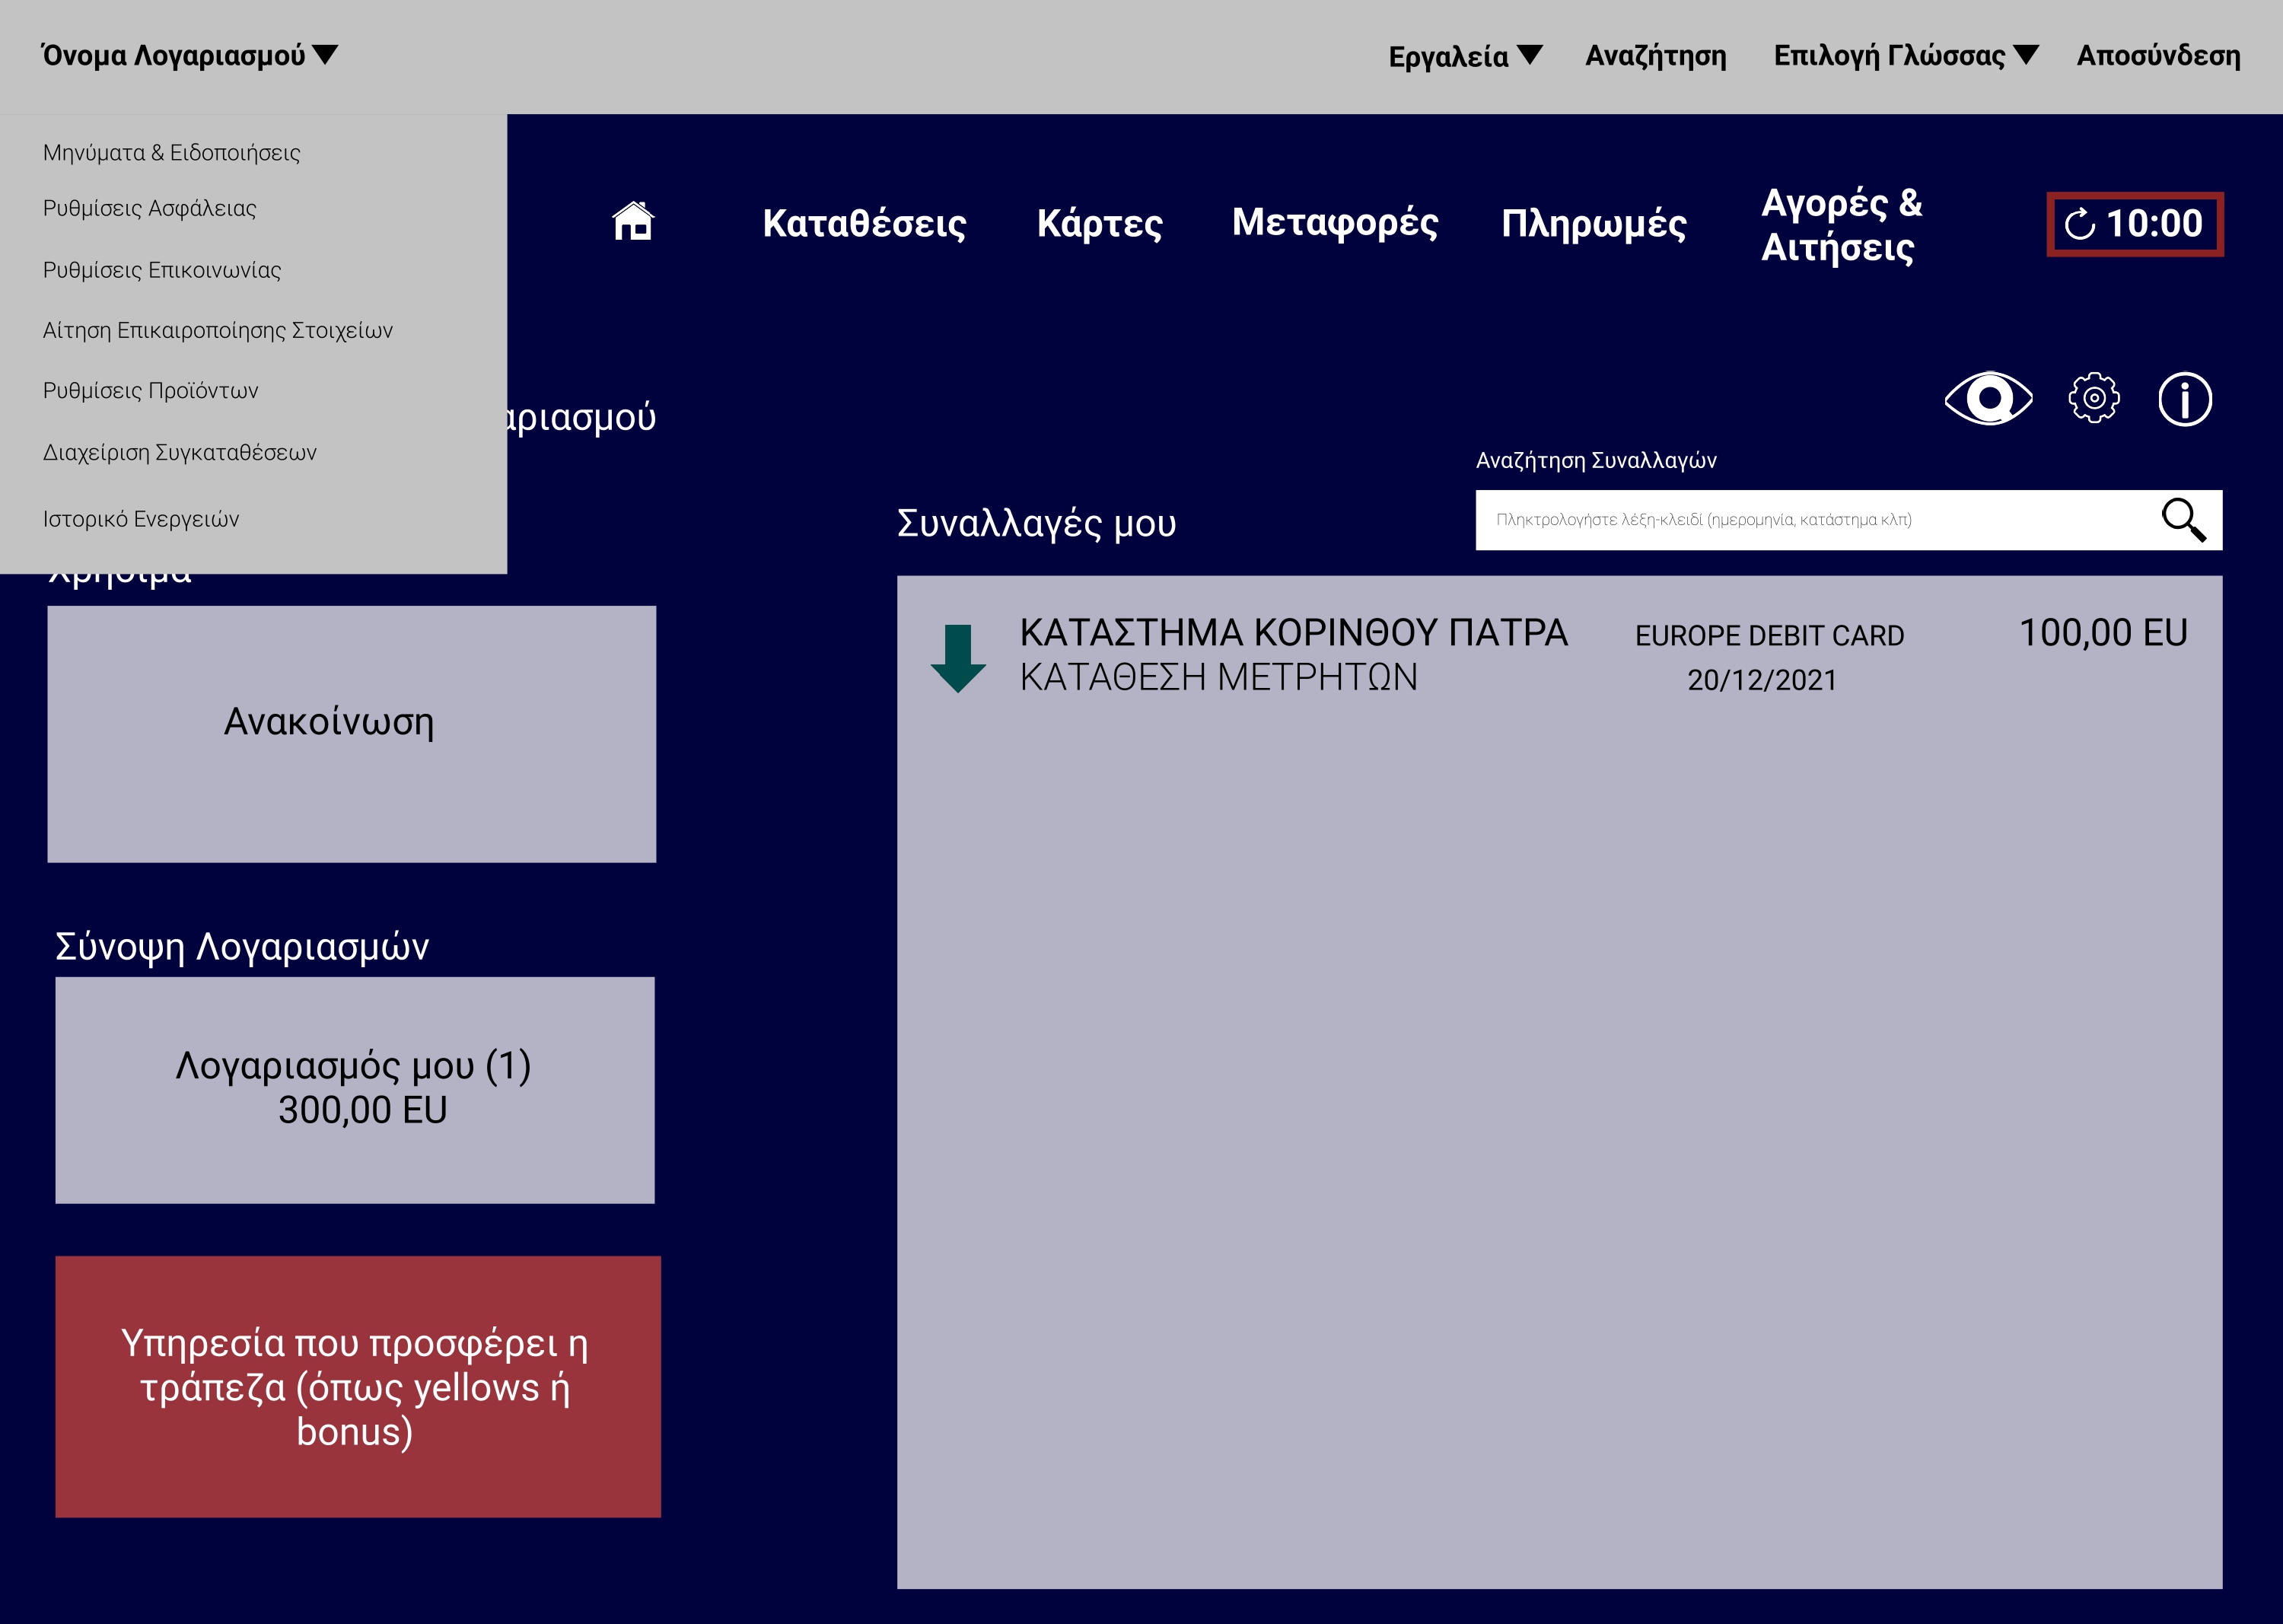 Όνομα Λογαριασμού
Εργαλεία
Αναζήτηση
Επιλογή Γλώσσας
Αποσύνδεση
Μηνύματα & Ειδοποιήσεις
Ρυθμίσεις Ασφάλειας
Ρυθμίσεις Επικοινωνίας
Αίτηση Επικαιροποίησης Στοιχείων
Ρυθμίσεις Προϊόντων
Διαχείριση Συγκαταθέσεων
Ιστορικό Ενεργειών
Καταθέσεις
Κάρτες
Μεταφορές
Πληρωμές
Αγορές &
Αιτήσεις
10:00
αριασμού
Χρήσιμα
Ανακοίνωση
Σύνοψη Λογαριασμών
Λογαριασμός μου (1)
300,00 EU
Υπηρεσία που προσφέρει η
τράπεζα (όπως yellows ή
bonus)
Αναζήτηση Συναλλαγών
Συναλλαγές μου
Πληκτρολογήστε λέξη-κλειδί (ημερομηνία, κατάστημα κλπ)
ΚΑΤΑΣΤΗΜΑ ΚΟΡΙΝΘΟΥ ΠΑΤΡΑ
ΚΑΤΑΘΕΣΗ ΜΕΤΡΗΤΩΝ
EUROPE DEBIT CARD
20/12/2021
100,00 EU